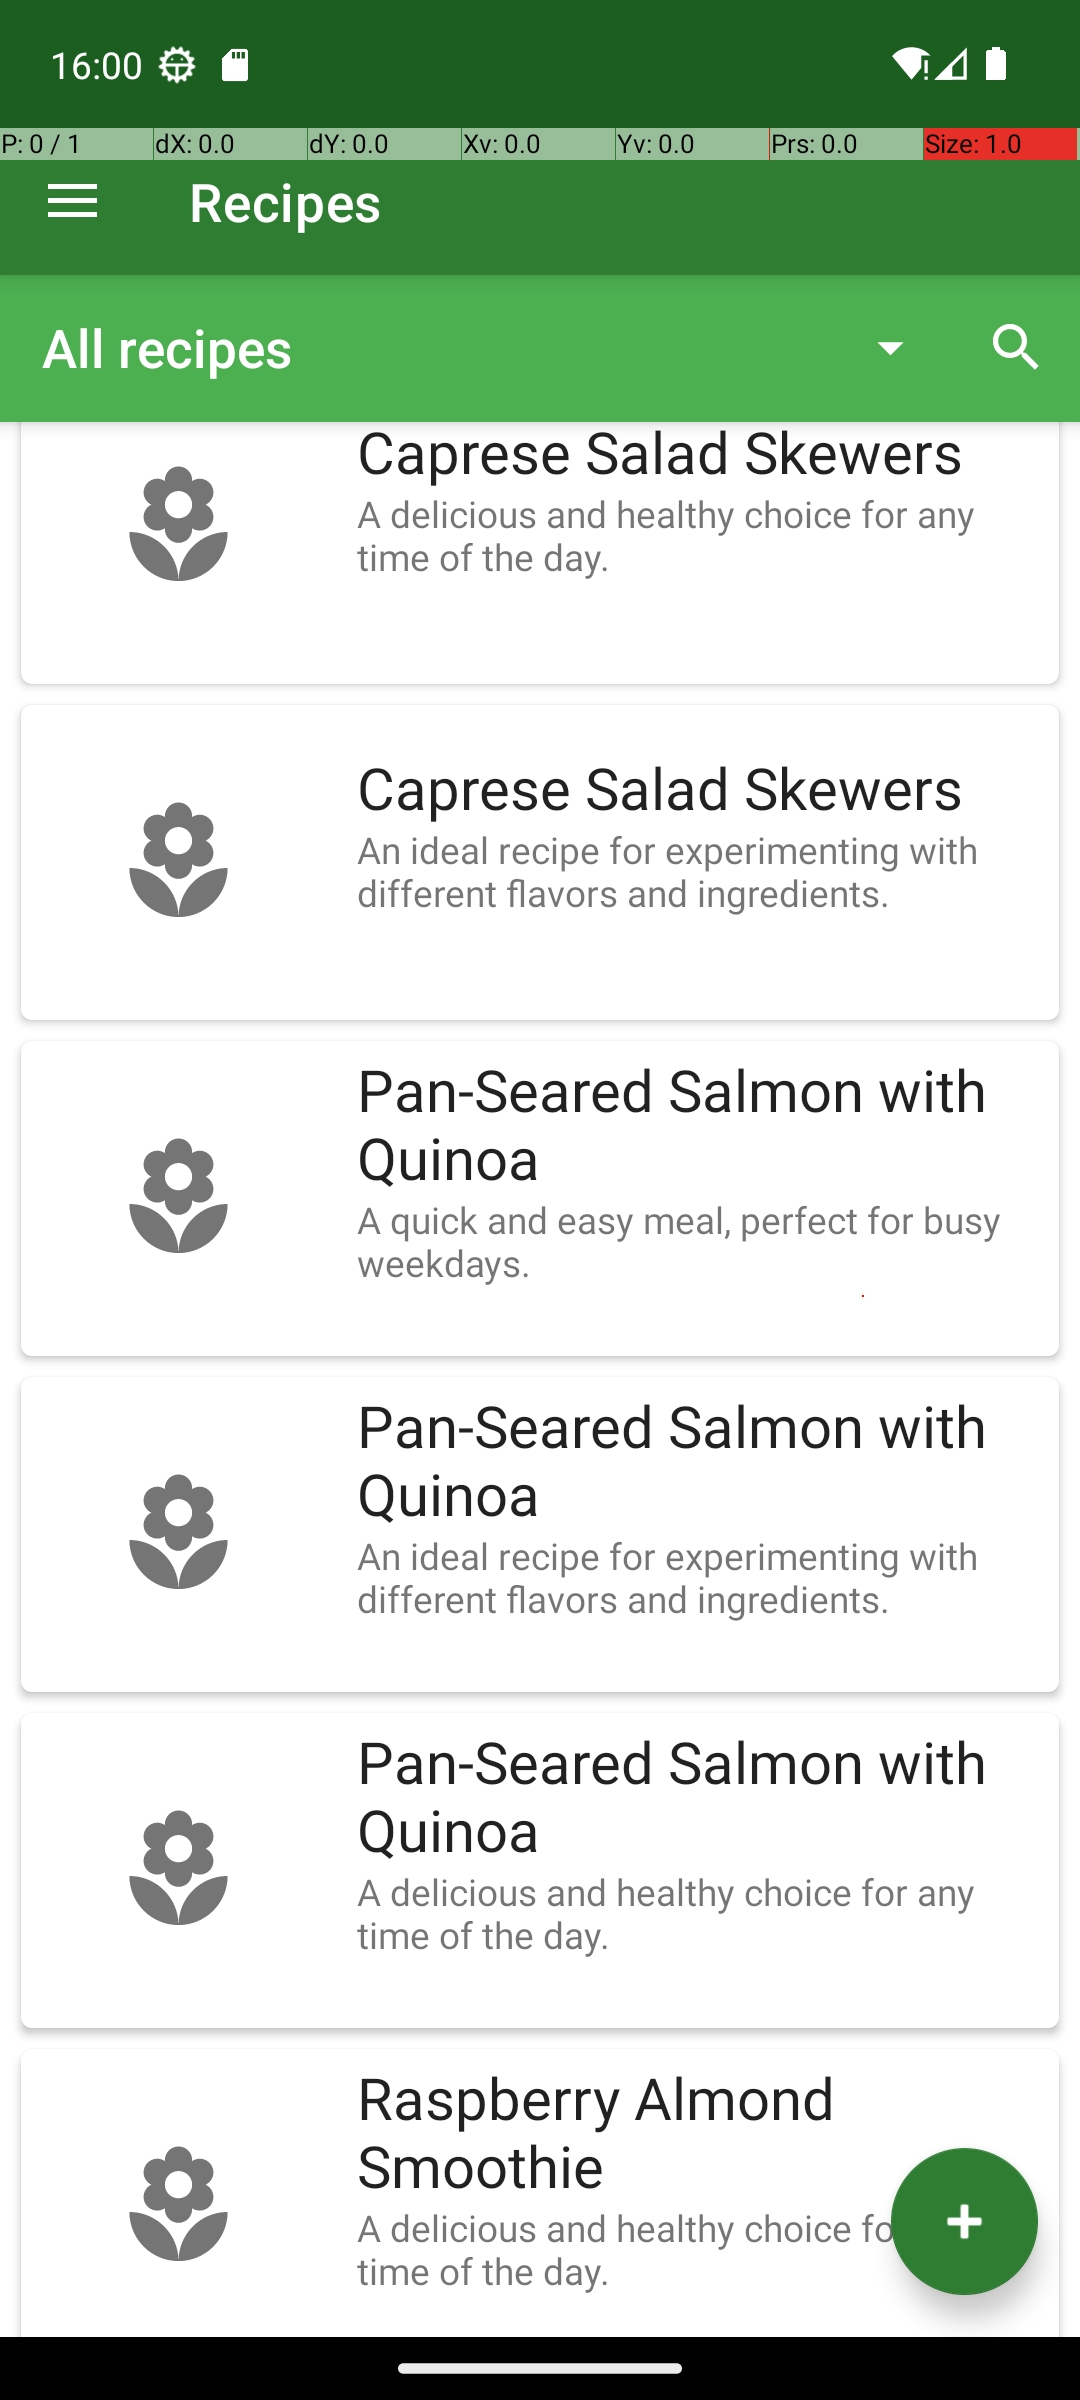 16:00
P: 0 / 1 dX: 0.0 dY: 0.0 Xv: 0.0 Yv: 0.0 Prs: 0.0 Size: 1.0
Recipes
All recipes
Caprese Salad Skewers
A delicious and healthy choice for any
time of the day.
Caprese Salad Skewers
An ideal recipe for experimenting with
different flavors and ingredients.
Pan-Seared Salmon with
Quinoa
A quick and easy meal, perfect for busy
weekdays.
Pan-Seared Salmon with
Quinoa
An ideal recipe for experimenting with
different flavors and ingredients.
Pan-Seared Salmon with
Quinoa
A delicious and healthy choice for any
time of the day.
Raspberry Almond
Smoothie
A delicious and healthy choice fo
time of the day.